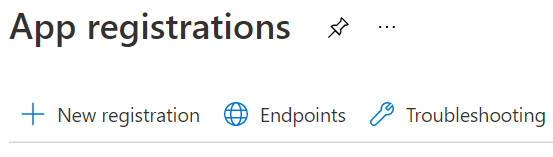 App registrations
New registration Endpoints Troubleshooting